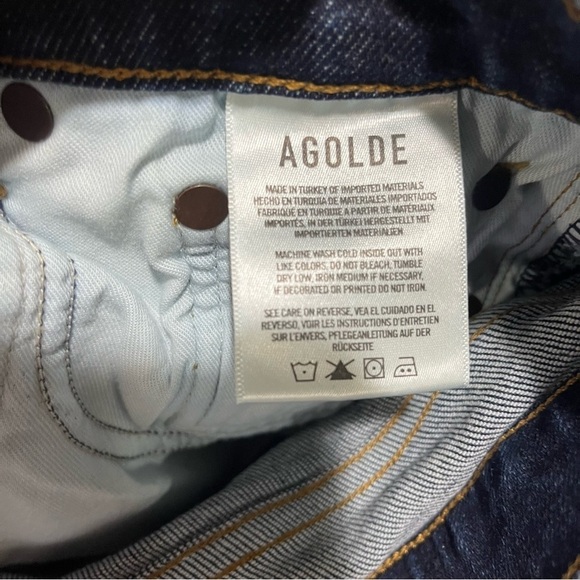 AGOLDE
MADE IN TURKEY OF IMPORTED MATERIALS
HECHO EN TURQUIA DE MATERIALES IMPORTADOS
FABRIQUÉ EN TURQUIE A PARTIR DE MATÉRIAUX
IMPORTÉS, IN DER TÜRKEI HERGESTELLT MIT
IMPORTIERTEN MATERIALIEN.
MACHINE WASH COLD INSIDE OUT WITH
LIKE COLORS. DO NOT BLEACH, TUMBLE
DRY LOW, IRON MEDIUM IF NECESSARY,
IF DECORATED OR PRINTED DO NOT IRON.
SEE CARE ON REVERSE, VEA EL CUIDADO EN EL
REVERSO, VOIR LES INSTRUCTIONS D'ENTRETIEN
SUR L'ENVERS, PFLEGEANLEITUNG AUF DER
RÜCKSEITE